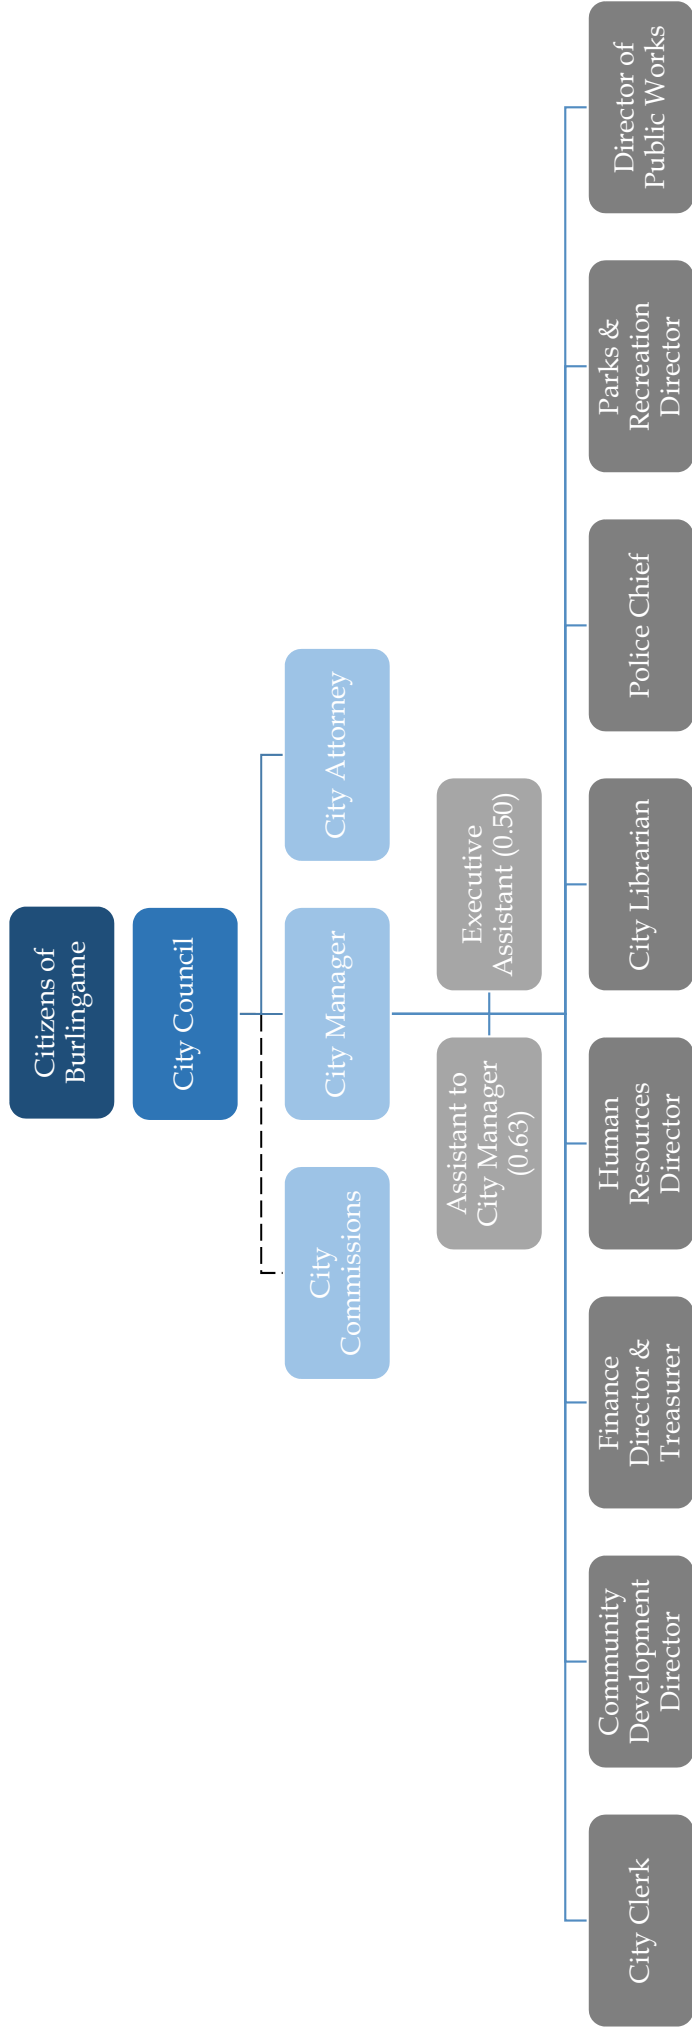 Citizens of
Burlingame
City Council
City
Commissions
City Manager
City Attorney
Assistant to
City Manager
(0.63)
Executive
Assistant (0.50)
City Clerk
Community
Development
Director
Finance
Director &
Treasurer
Human
Resources
Director
City Librarian
Police Chief
Parks &
Recreation
Director
Director of
Public Works